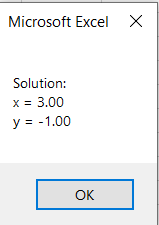 Microsoft Excel
Solution:
x = 3.00
y = -1.00
OK